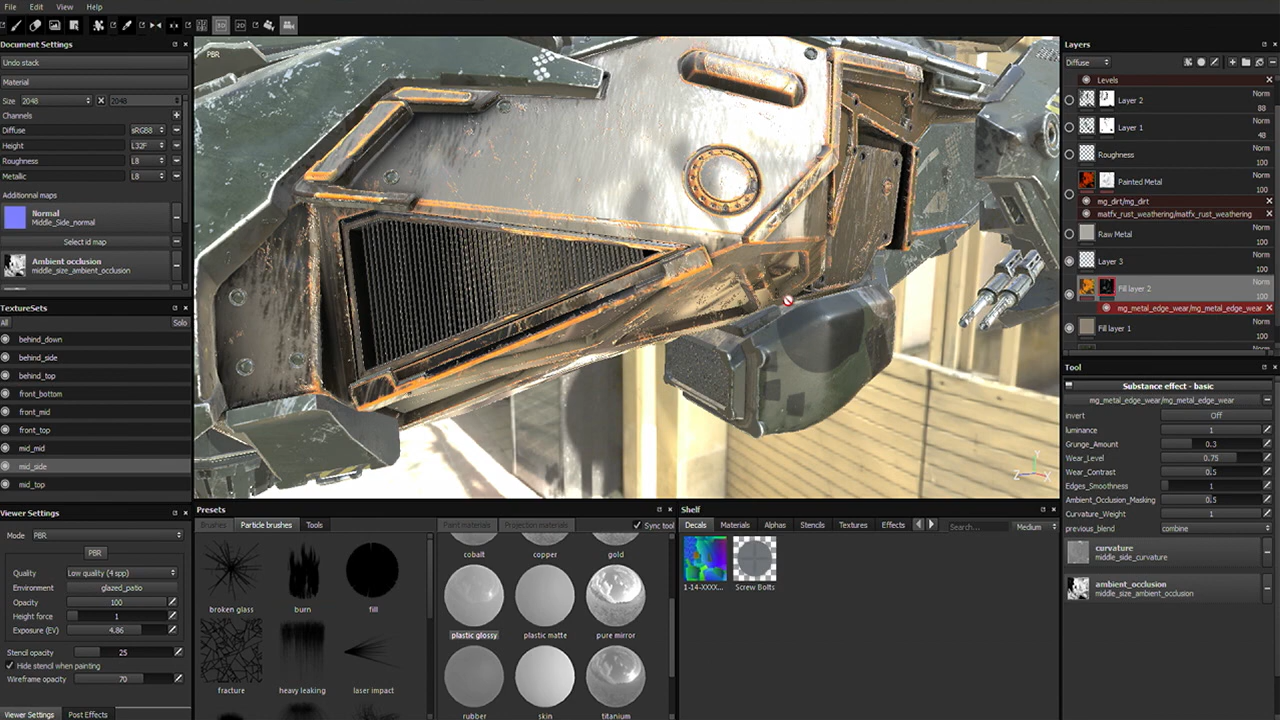 File Edit View Help
Document Settings
Undo stack
Material
Size 2048 2048
Channels
Diffuse sRGB8
Height L32F
Roughness L8
Metallic L8
Additionnal maps
Normal
Middle_Side_normal
Select id map
Ambient occlusion
middle_size_ambient_occlusion
TextureSets
All Solo
behind_down
behind_side
behind_top
front_bottom
front_mid
front_top
mid_mid
mid_side
mid_top
Viewer Settings
Mode PBR
PBR
Quality Low quality (4 spp)
Environment glazed_patio
Opacity 100
Height force 1
Exposure (EV) 4.86
Stencil opacity 25
Hide stencil when painting
Wireframe opacity 70
Viewer Settings Post Effects
3D 2D
PBR
Y
Z X
Presets
Brushes Particle brushes Tools
broken glass burn fill
fracture heavy leaking laser impact
Paint materials Projection materials Sync tool
cobalt copper gold
plastic glossy plastic matte pure mirror
rubber skin titanium
Shelf
Decals Materials Alphas Stencils Textures Effects Search... Medium
1-14-XXXX... Screw Bolts
Layers
Diffuse
Levels
Layer 2 Norm 88
Layer 1 Norm 48
Roughness Norm 100
Painted Metal Norm 100
mg_dirt/mg_dirt
matfx_rust_weathering/matfx_rust_weathering
Raw Metal Norm 100
Layer 3 Norm 100
Fill layer 2 Norm 100
mg_metal_edge_wear/mg_metal_edge_wear
Fill layer 1 Norm 100
Norm
Tool
Substance effect - basic
mg_metal_edge_wear/mg_metal_edge_wear
invert Off
luminance 1
Grunge_Amount 0.3
Wear_Level 0.75
Wear_Contrast 0.5
Edges_Smoothness 1
Ambient_Occlusion_Masking 0.5
Curvature_Weight 1
previous_blend combine
curvature
middle_side_curvature
ambient_occlusion
middle_size_ambient_occlusion